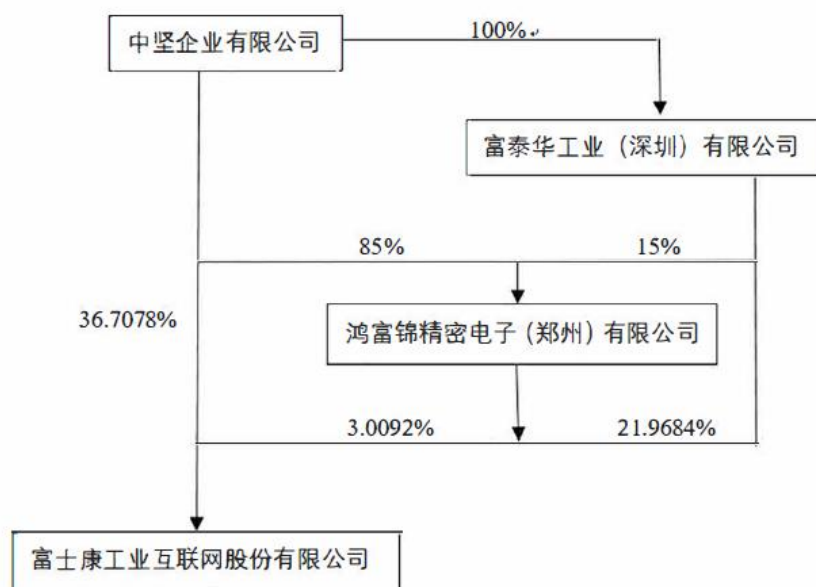 中坚企业有限公司
100%
富泰华工业（深圳）有限公司
85%
15%
36.7078%
鸿富锦精密电子（郑州）有限公司
3.0092%
21.9684%
富士康工业互联网股份有限公司